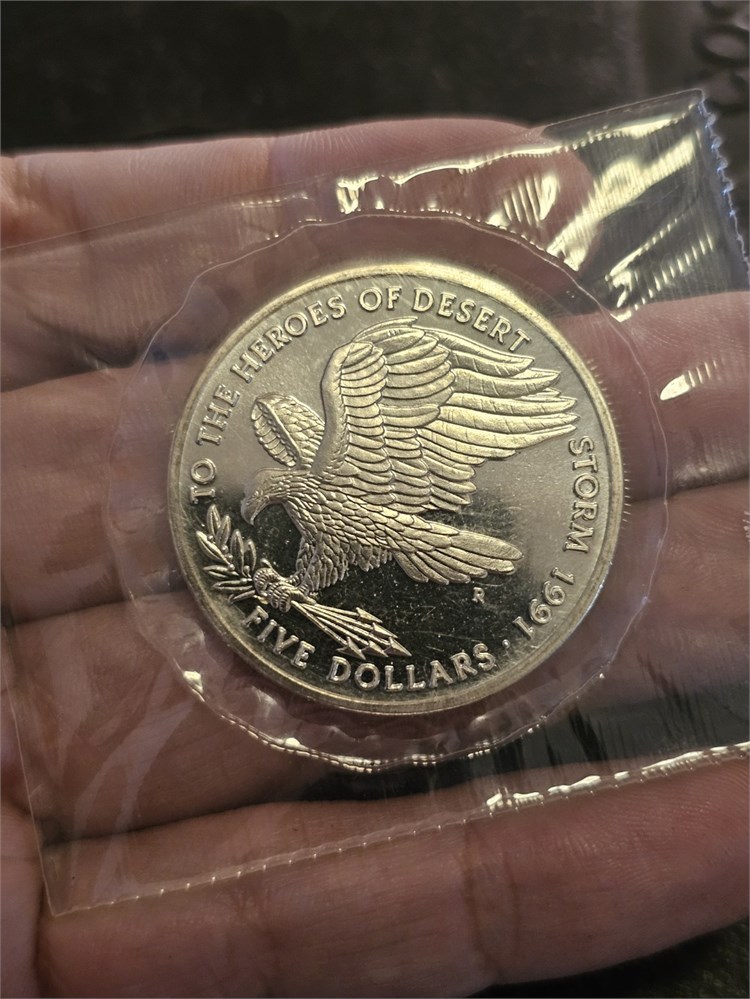 TO THE HEROES OF DESERT STORM 1991 ·
FIVE DOLLARS
R